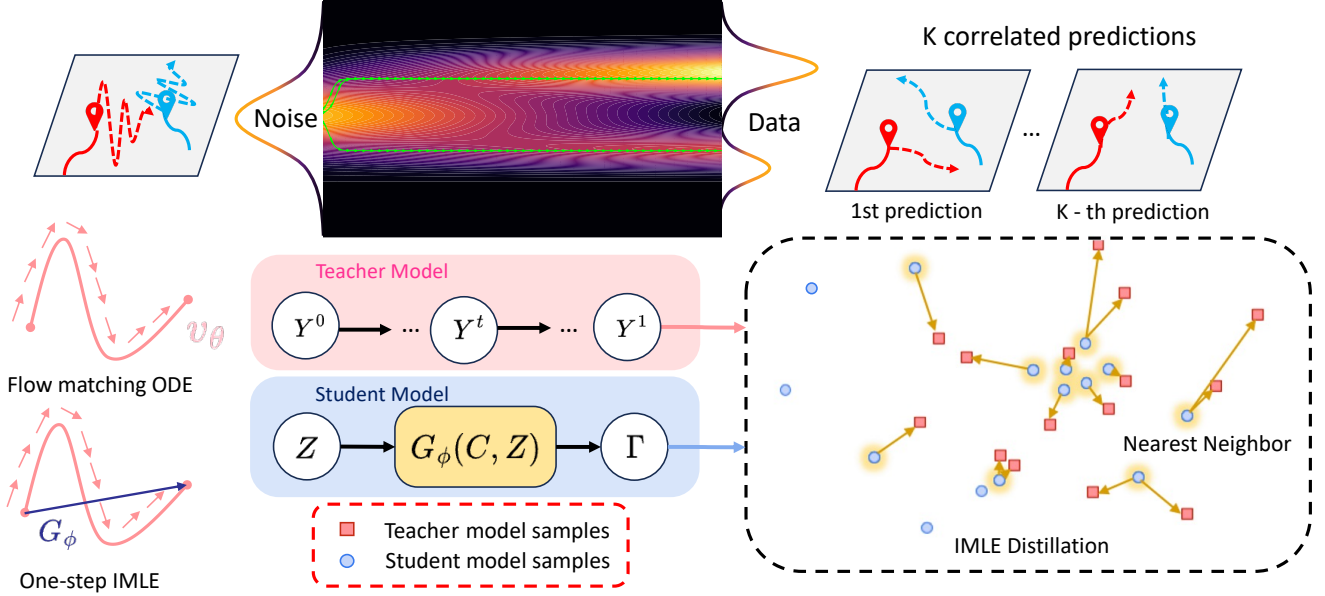 K correlated predictions
Noise
Data
...
1st prediction
K - th prediction
Teacher Model
Y^0
...
Y^t
...
Y^1
v_θ
Flow matching ODE
Student Model
Z
G_ϕ(C, Z)
Γ
Nearest Neighbor
G_ϕ
Teacher model samples
Student model samples
IMLE Distillation
One-step IMLE